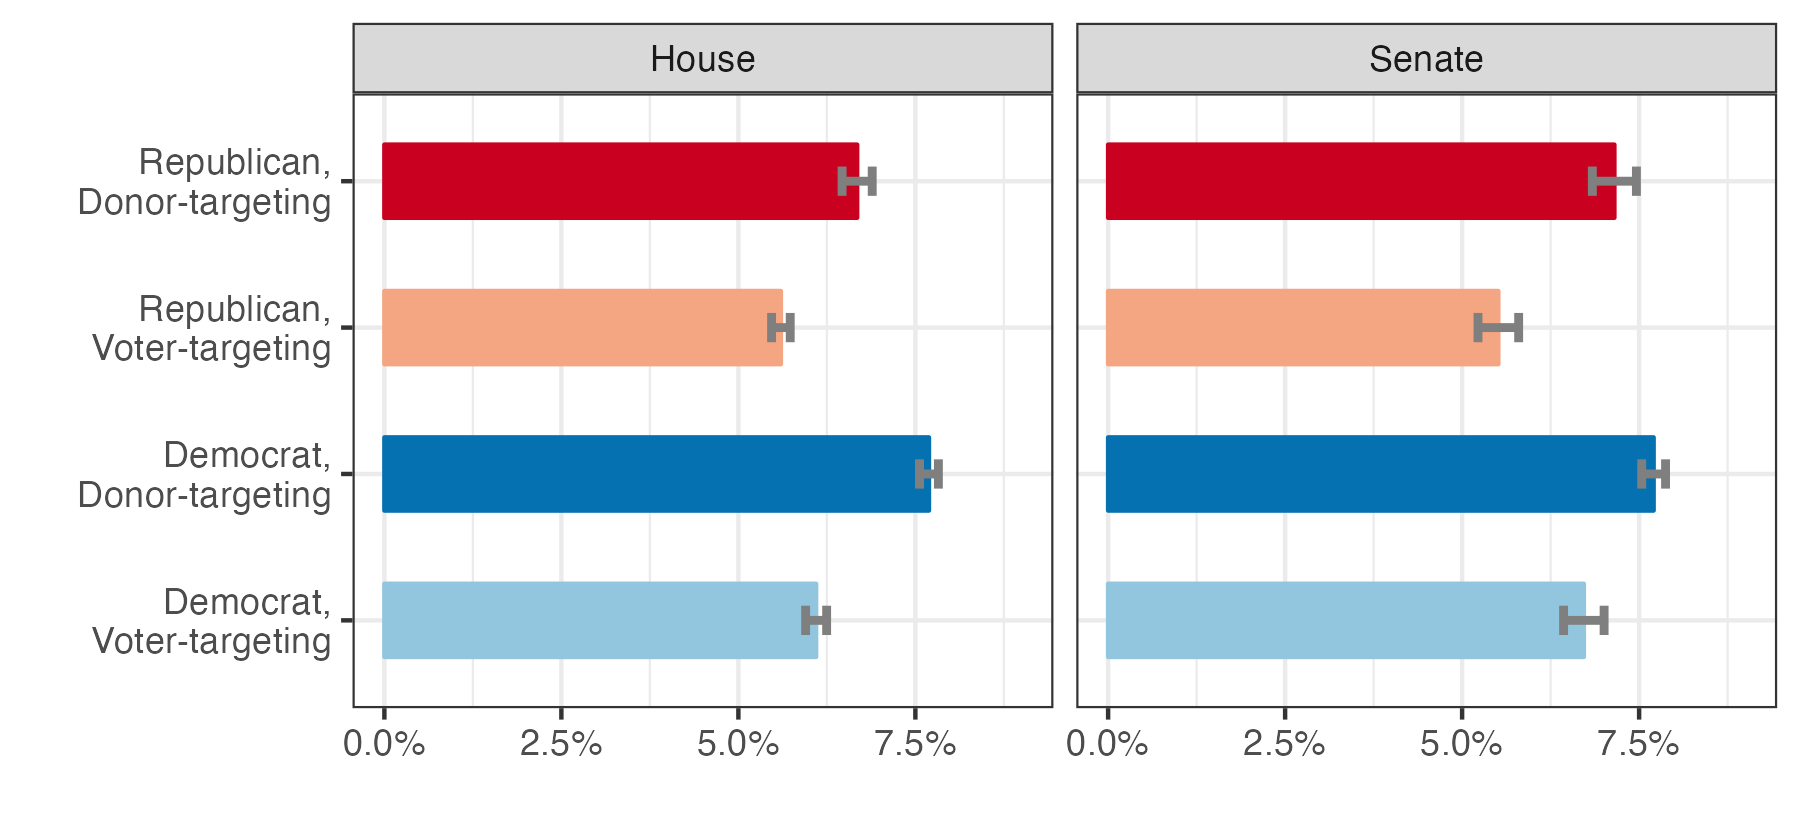 House
Senate
Republican,
Donor-targeting
Republican,
Voter-targeting
Democrat,
Donor-targeting
Democrat,
Voter-targeting
0.0% 2.5% 5.0% 7.5%
0.0% 2.5% 5.0% 7.5%